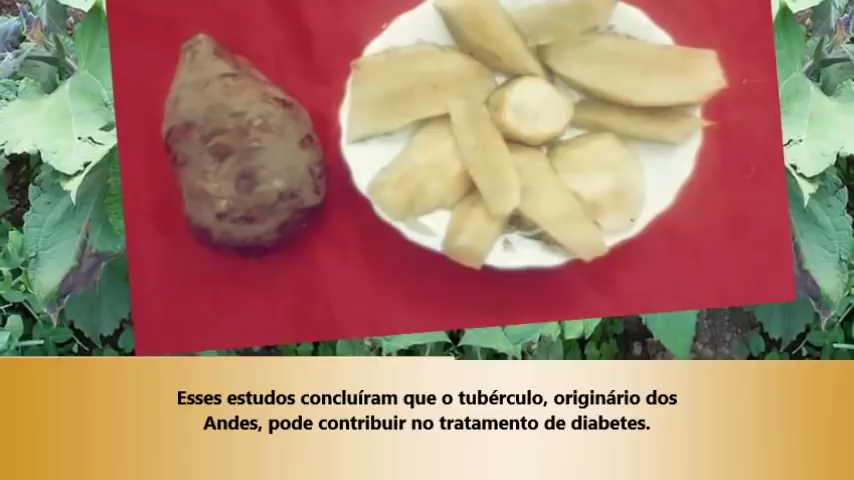 Esses estudos concluíram que o tubérculo, originário dos
Andes, pode contribuir no tratamento de diabetes.